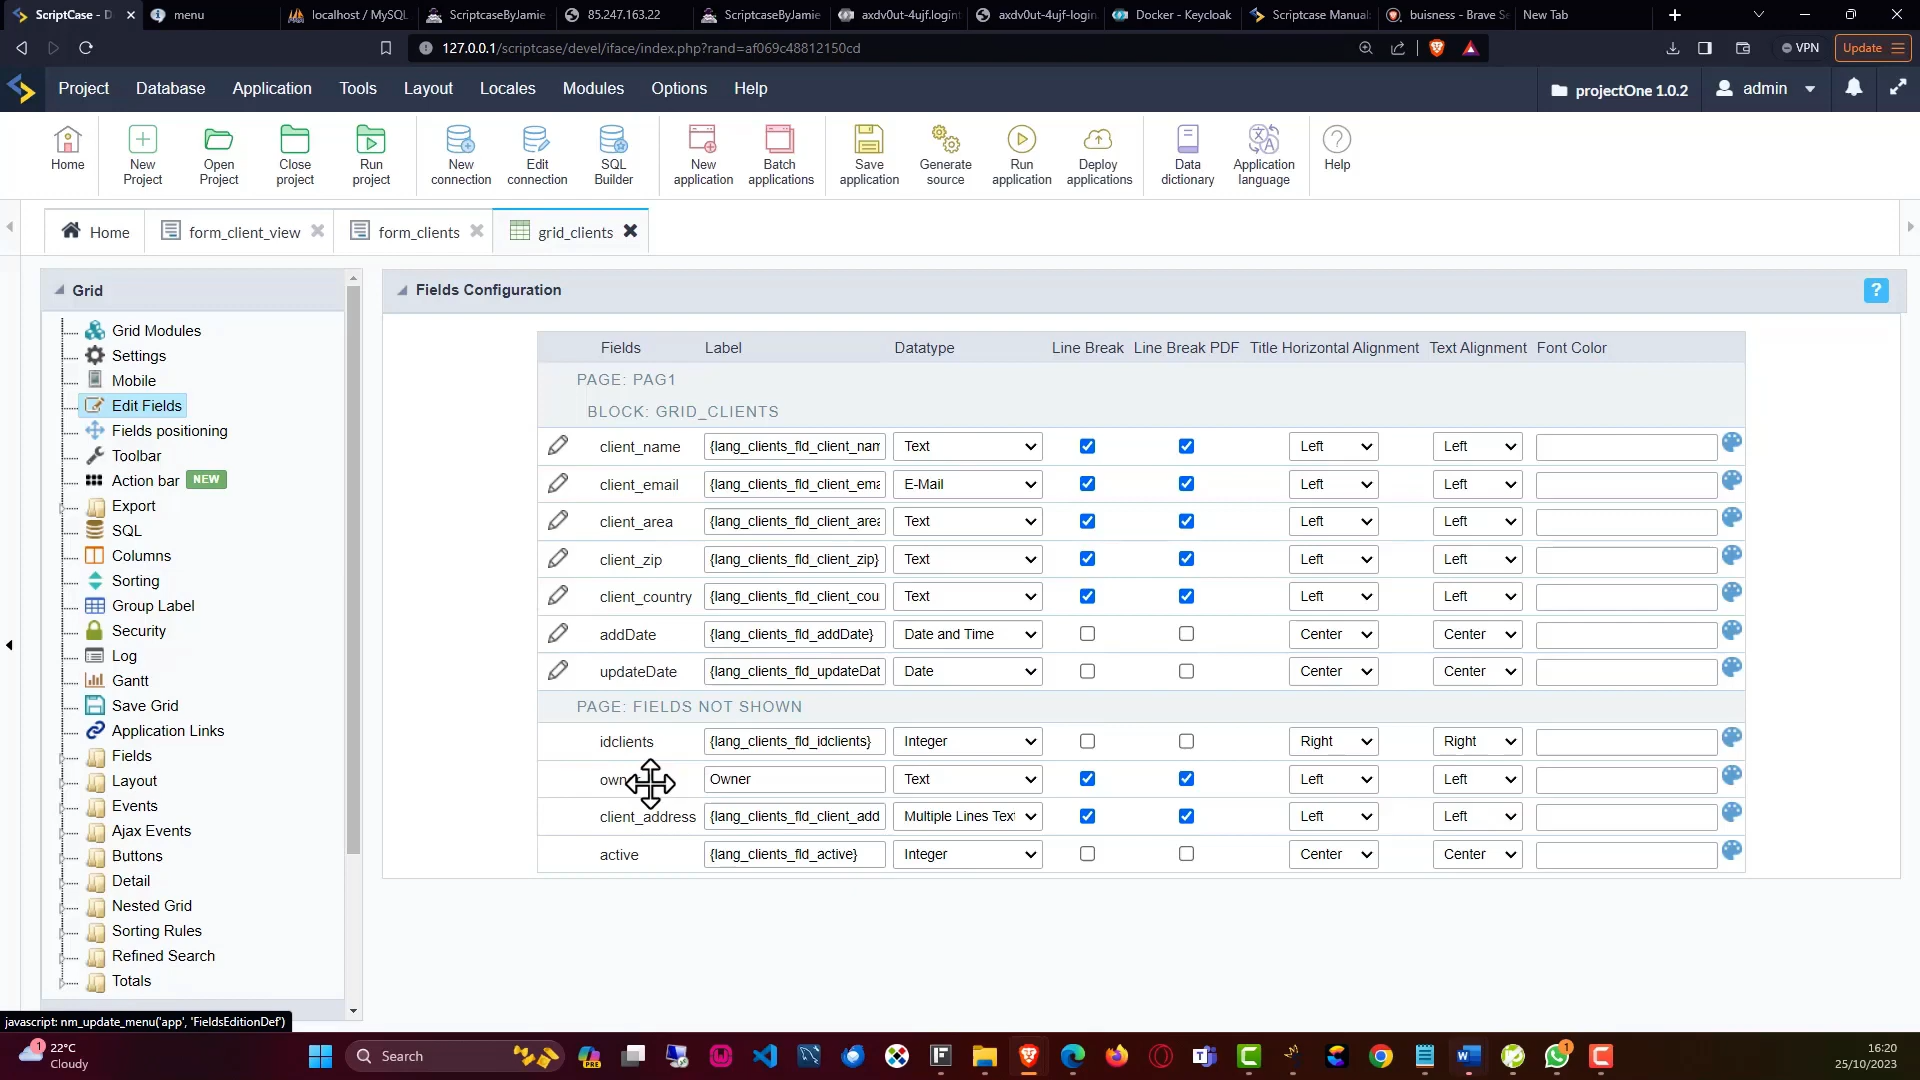 ScriptCase - D
menu
localhost / MySQL
ScriptcaseByJamie
85.247.163.22
ScriptcaseByJamie
axdv0ut-4ujf.logint
axdv0ut-4ujf-login.
Docker - Keycloak
Scriptcase Manual:
buisness - Brave Se
New Tab
127.0.0.1/scriptcase/devel/iface/index.php?rand=af069c48812150cd
VPN
Update
Project Database Application Tools Layout Locales Modules Options Help
projectOne 1.0.2
admin
Home
New Project
Open Project
Close project
Run project
New connection
Edit connection
SQL Builder
New application
Batch applications
Save application
Generate source
Run application
Deploy applications
Data dictionary
Application language
Help
Home
form_client_view
form_clients
grid_clients
Grid
Grid Modules
Settings
Mobile
Edit Fields
Fields positioning
Toolbar
Action bar NEW
Export
SQL
Columns
Sorting
Group Label
Security
Log
Gantt
Save Grid
Application Links
Fields
Layout
Events
Ajax Events
Buttons
Detail
Nested Grid
Sorting Rules
Refined Search
Totals
Fields Configuration
?
Fields Label Datatype Line Break Line Break PDF Title Horizontal Alignment Text Alignment Font Color
PAGE: PAG1
BLOCK: GRID_CLIENTS
client_name {lang_clients_fld_client_nam Text Left Left
client_email {lang_clients_fld_client_ema E-Mail Left Left
client_area {lang_clients_fld_client_area Text Left Left
client_zip {lang_clients_fld_client_zip} Text Left Left
client_country {lang_clients_fld_client_cou Text Left Left
addDate {lang_clients_fld_addDate} Date and Time Center Center
updateDate {lang_clients_fld_updateDat Date Center Center
PAGE: FIELDS NOT SHOWN
idclients {lang_clients_fld_idclients} Integer Right Right
own Owner Text Left Left
client_address {lang_clients_fld_client_add Multiple Lines Text Left Left
active {lang_clients_fld_active} Integer Center Center
javascript: nm_update_menu('app', 'FieldsEditionDef')
1
22°C
Cloudy
Search
PRE
1
16:20
25/10/2023